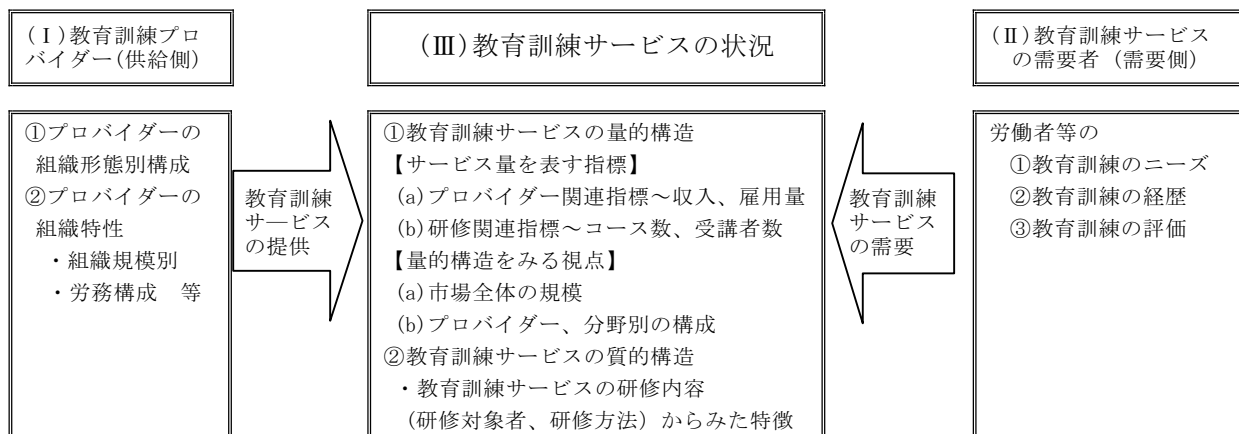 (Ⅰ)教育訓練プロ
バイダー(供給側)
(Ⅲ)教育訓練サービスの状況
(Ⅱ)教育訓練サービス
の需要者（需要側）
①プロバイダーの
組織形態別構成
②プロバイダーの
組織特性
・組織規模別
・労務構成　等
教育訓練
サ―ビス
の提供
①教育訓練サービスの量的構造
【サービス量を表す指標】
(a)プロバイダー関連指標～収入、雇用量
(b)研修関連指標～コース数、受講者数
【量的構造をみる視点】
(a)市場全体の規模
(b)プロバイダー、分野別の構成
②教育訓練サービスの質的構造
・教育訓練サービスの研修内容
(研修対象者、研修方法）からみた特徴
教育訓練
サービス
の需要
労働者等の
①教育訓練のニーズ
②教育訓練の経歴
③教育訓練の評価